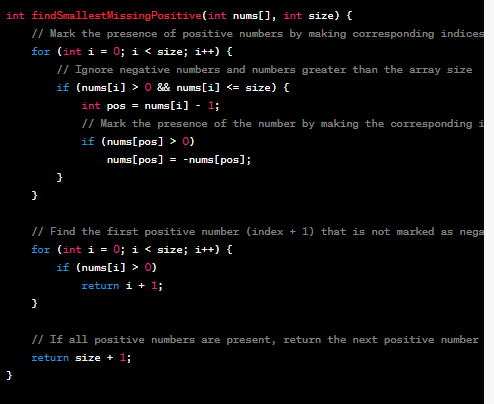 int findSmallestMissingPositive(int nums[], int size) {
    // Mark the presence of positive numbers by making corresponding indices
    for (int i = 0; i < size; i++) {
        // Ignore negative numbers and numbers greater than the array size
        if (nums[i] > 0 && nums[i] <= size) {
            int pos = nums[i] - 1;
            // Mark the presence of the number by making the corresponding i
            if (nums[pos] > 0)
                nums[pos] = -nums[pos];
        }
    }

    // Find the first positive number (index + 1) that is not marked as nega
    for (int i = 0; i < size; i++) {
        if (nums[i] > 0)
            return i + 1;
    }

    // If all positive numbers are present, return the next positive number
    return size + 1;
}